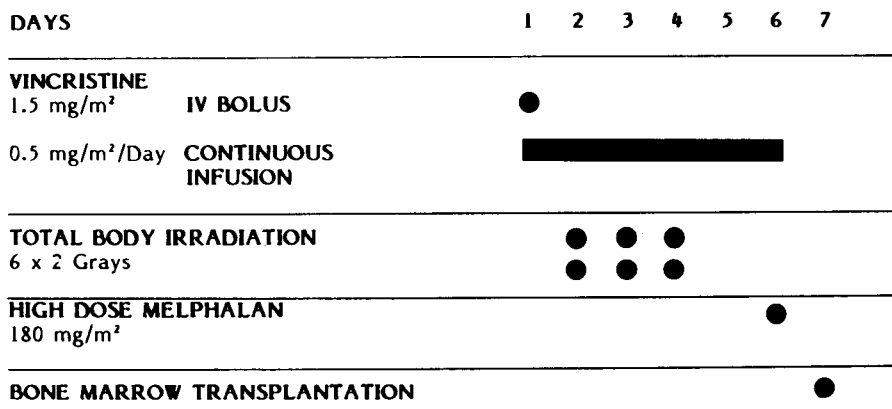 DAYS 1 2 3 4 5 6 7
VINCRISTINE
1.5 mg/m² IV BOLUS
0.5 mg/m²/Day CONTINUOUS
INFUSION
TOTAL BODY IRRADIATION
6 x 2 Grays
HIGH DOSE MELPHALAN
180 mg/m²
BONE MARROW TRANSPLANTATION